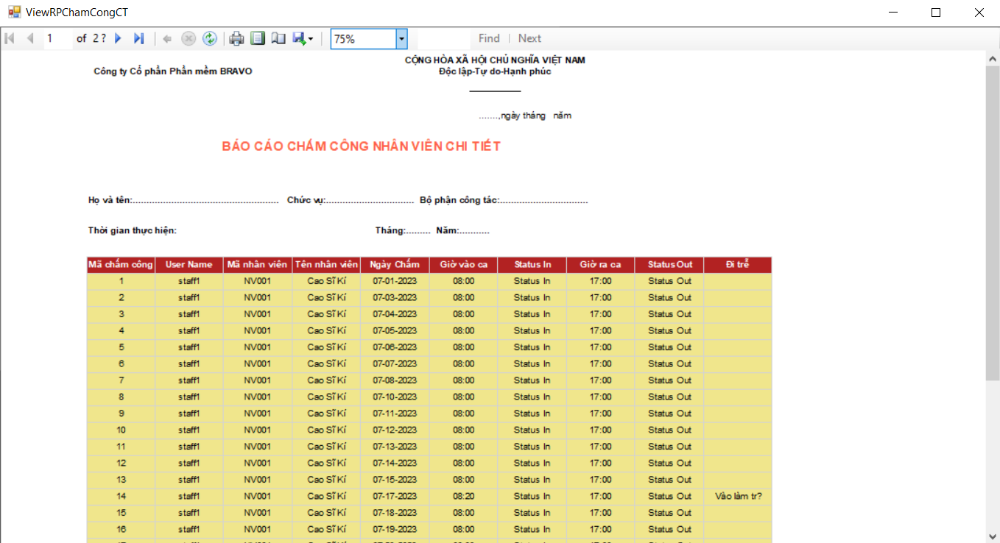 ViewRPChamCongCT
1 of 2 ? 75% Find | Next
CỘNG HÒA XÃ HỘI CHỦ NGHĨA VIỆT NAM
Công ty Cổ phần Phần mềm BRAVO
Độc lập-Tự do-Hạnh phúc
.......,ngày tháng năm
BÁO CÁO CHẤM CÔNG NHÂN VIÊN CHI TIẾT
Họ và tên:..................................................... Chức vụ:................................ Bộ phận công tác:................................
Thời gian thực hiện: Tháng:......... Năm:...........
Mã chấm công User Name Mã nhân viên Tên nhân viên Ngày Chấm Giờ vào ca Status In Giờ ra ca Status Out Đi trễ
1 staff1 NV001 Cao Sĩ Kí 07-01-2023 08:00 Status In 17:00 Status Out
2 staff1 NV001 Cao Sĩ Kí 07-03-2023 08:00 Status In 17:00 Status Out
3 staff1 NV001 Cao Sĩ Kí 07-04-2023 08:00 Status In 17:00 Status Out
4 staff1 NV001 Cao Sĩ Kí 07-05-2023 08:00 Status In 17:00 Status Out
5 staff1 NV001 Cao Sĩ Kí 07-06-2023 08:00 Status In 17:00 Status Out
6 staff1 NV001 Cao Sĩ Kí 07-07-2023 08:00 Status In 17:00 Status Out
7 staff1 NV001 Cao Sĩ Kí 07-08-2023 08:00 Status In 17:00 Status Out
8 staff1 NV001 Cao Sĩ Kí 07-10-2023 08:00 Status In 17:00 Status Out
9 staff1 NV001 Cao Sĩ Kí 07-11-2023 08:00 Status In 17:00 Status Out
10 staff1 NV001 Cao Sĩ Kí 07-12-2023 08:00 Status In 17:00 Status Out
11 staff1 NV001 Cao Sĩ Kí 07-13-2023 08:00 Status In 17:00 Status Out
12 staff1 NV001 Cao Sĩ Kí 07-14-2023 08:00 Status In 17:00 Status Out
13 staff1 NV001 Cao Sĩ Kí 07-15-2023 08:00 Status In 17:00 Status Out
14 staff1 NV001 Cao Sĩ Kí 07-17-2023 08:20 Status In 17:00 Status Out Vào làm tr?
15 staff1 NV001 Cao Sĩ Kí 07-18-2023 08:00 Status In 17:00 Status Out
16 staff1 NV001 Cao Sĩ Kí 07-19-2023 08:00 Status In 17:00 Status Out